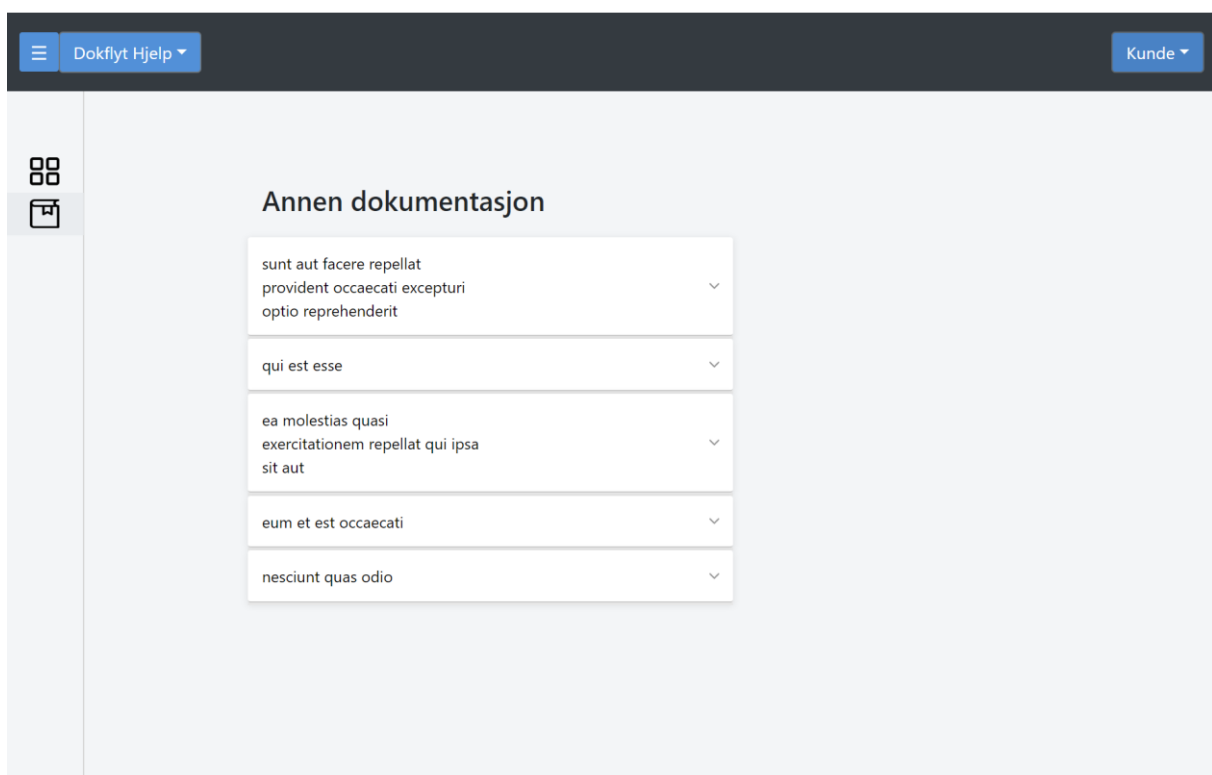 Dokflyt Hjelp
Kunde
Annen dokumentasjon
sunt aut facere repellat
provident occaecati excepturi
optio reprehenderit
qui est esse
ea molestias quasi
exercitationem repellat qui ipsa
sit aut
eum et est occaecati
nesciunt quas odio